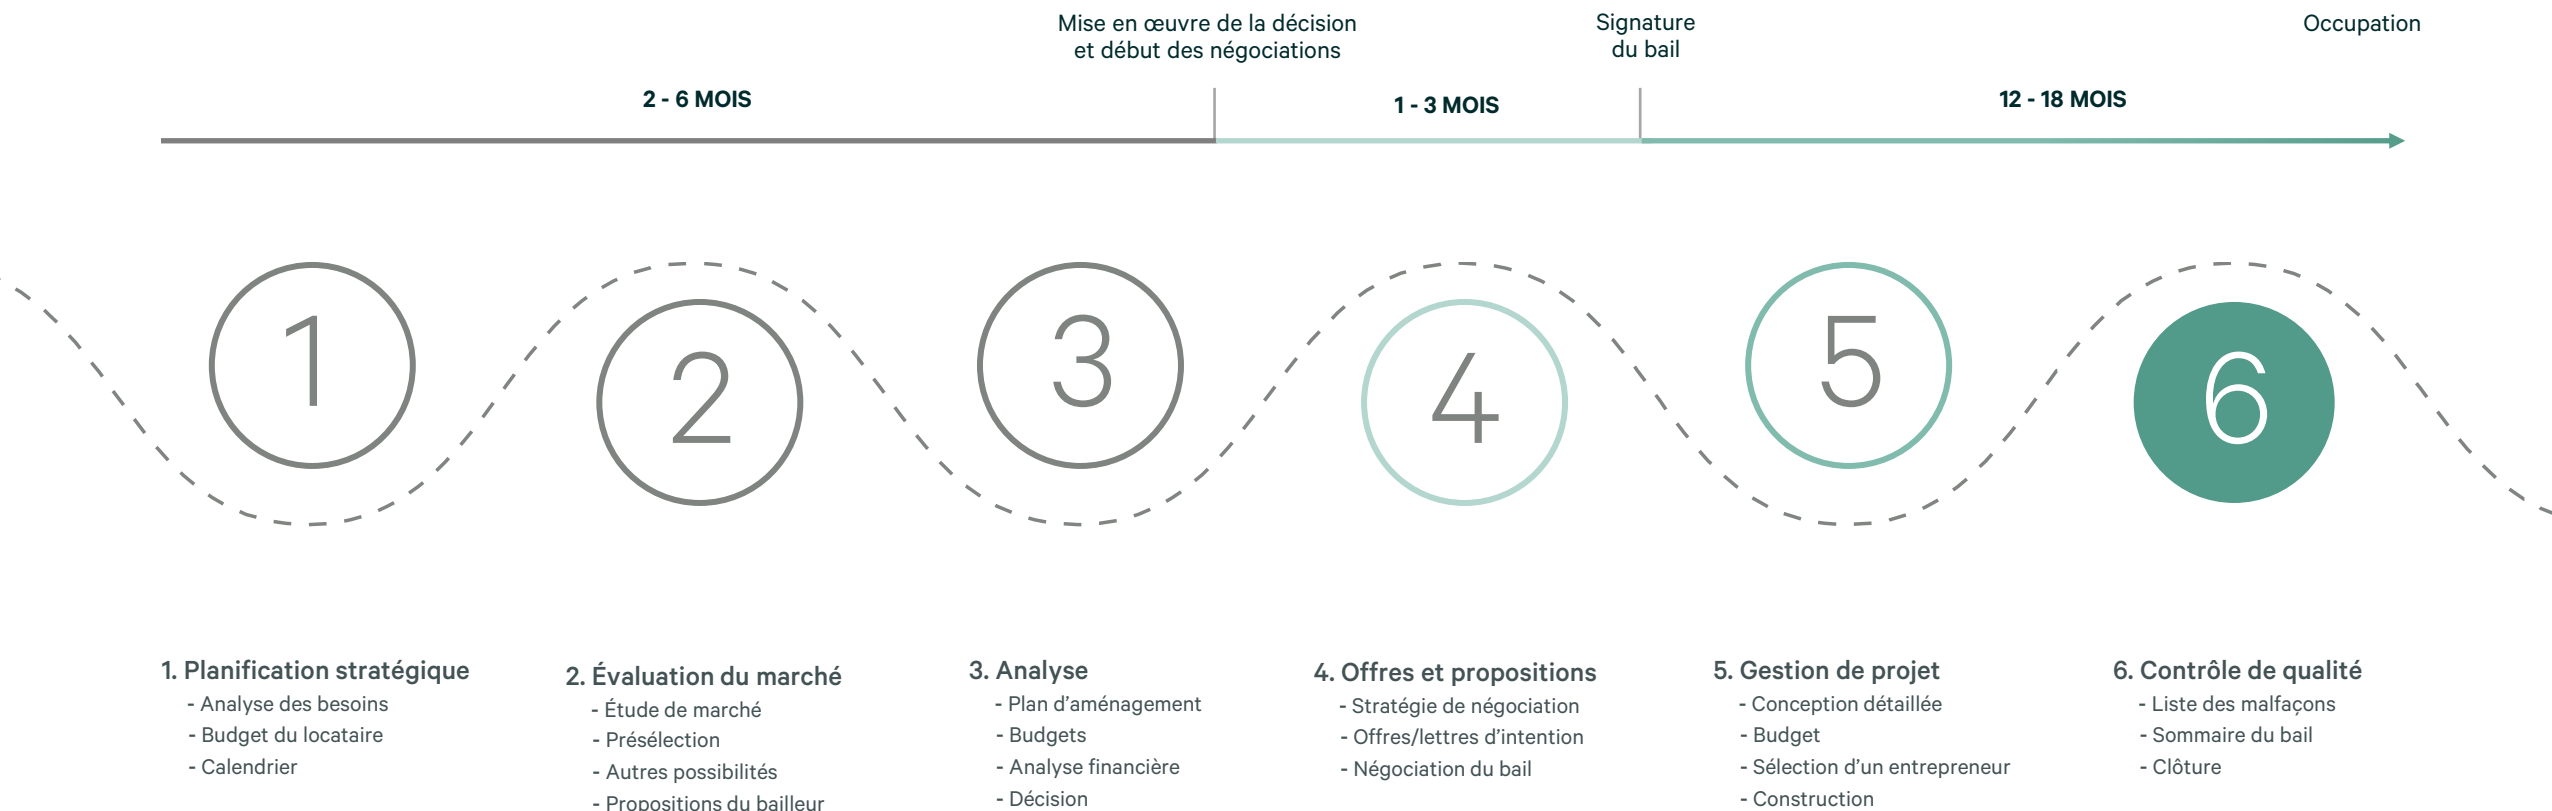 Mise en œuvre de la décision
et début des négociations
Signature
du bail
Occupation
2 - 6 MOIS
1 - 3 MOIS
12 - 18 MOIS
1
2
3
4
5
6
1. Planification stratégique
- Analyse des besoins
- Budget du locataire
- Calendrier
2. Évaluation du marché
- Étude de marché
- Présélection
- Autres possibilités
- Propositions du bailleur
3. Analyse
- Plan d’aménagement
- Budgets
- Analyse financière
- Décision
4. Offres et propositions
- Stratégie de négociation
- Offres/lettres d’intention
- Négociation du bail
5. Gestion de projet
- Conception détaillée
- Budget
- Sélection d’un entrepreneur
- Construction
6. Contrôle de qualité
- Liste des malfaçons
- Sommaire du bail
- Clôture